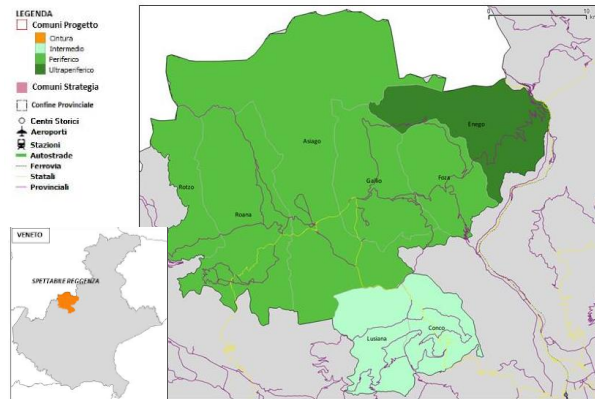 LEGENDA
Comuni Progetto
Cintura
Intermedio
Periferico
Ultraperiferico
Comuni Strategia
Confine Provinciale
Centri Storici
Aeroporti
Stazioni
Autostrade
Ferrovia
Statali
Provinciali
0
10
Enego
Asiago
Gallio
Foza
Rotzo
Roana
Lusiana
Conco
VENETO
SPETTABILE REGGENZA